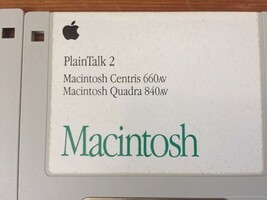 PlainTalk 2
Macintosh Centris 660AV
Macintosh Quadra 840AV
Macintosh